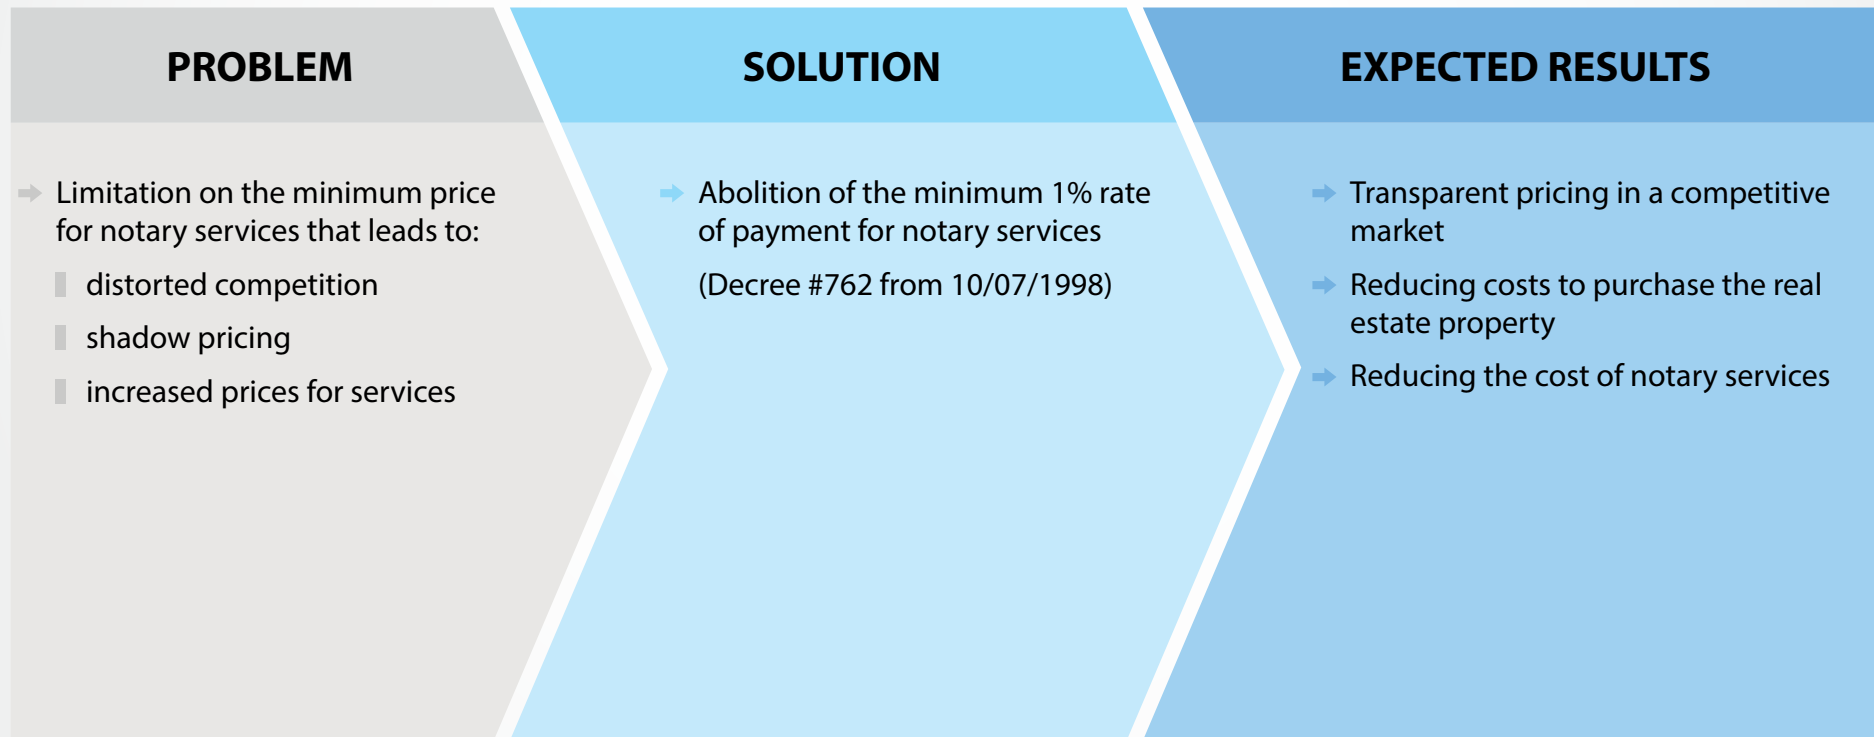 PROBLEM
Limitation on the minimum price
for notary services that leads to:
distorted competition
shadow pricing
increased prices for services
SOLUTION
Abolition of the minimum 1% rate
of payment for notary services
(Decree #762 from 10/07/1998)
EXPECTED RESULTS
Transparent pricing in a competitive
market
Reducing costs to purchase the real
estate property
Reducing the cost of notary services